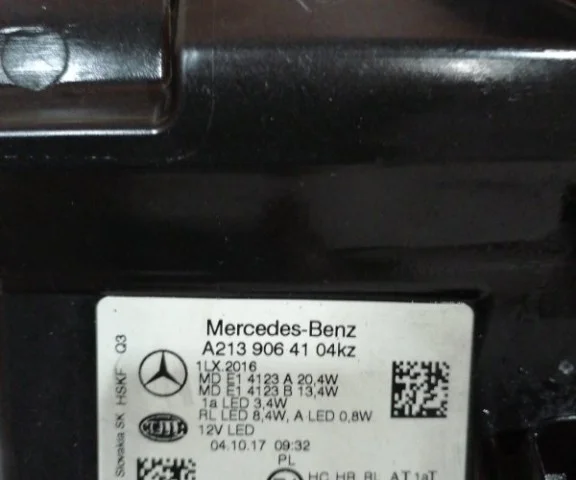 Mercedes-Benz
A213 906 41 04kz
1LX.2016
MD E1 4123 A 20,4W
MD E1 4123 B 13,4W
1a LED 3,4W
RL LED 8,4W, A LED 0,8W
12V LED
04.10.17 09:32
PL
HC HR RL A T 1aT
Slovakia SK HSKF Q3